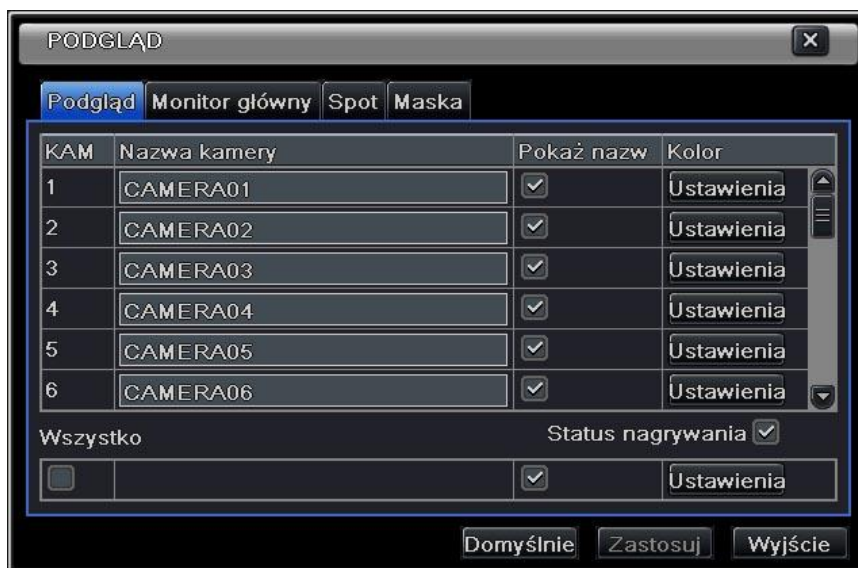 PODGLĄD
Podgląd Monitor główny Spot Maska
KAM Nazwa kamery Pokaż nazw Kolor
1 CAMERA01 Ustawienia
2 CAMERA02 Ustawienia
3 CAMERA03 Ustawienia
4 CAMERA04 Ustawienia
5 CAMERA05 Ustawienia
6 CAMERA06 Ustawienia
Wszystko Status nagrywania
Ustawienia
Domyślnie Zastosuj Wyjście